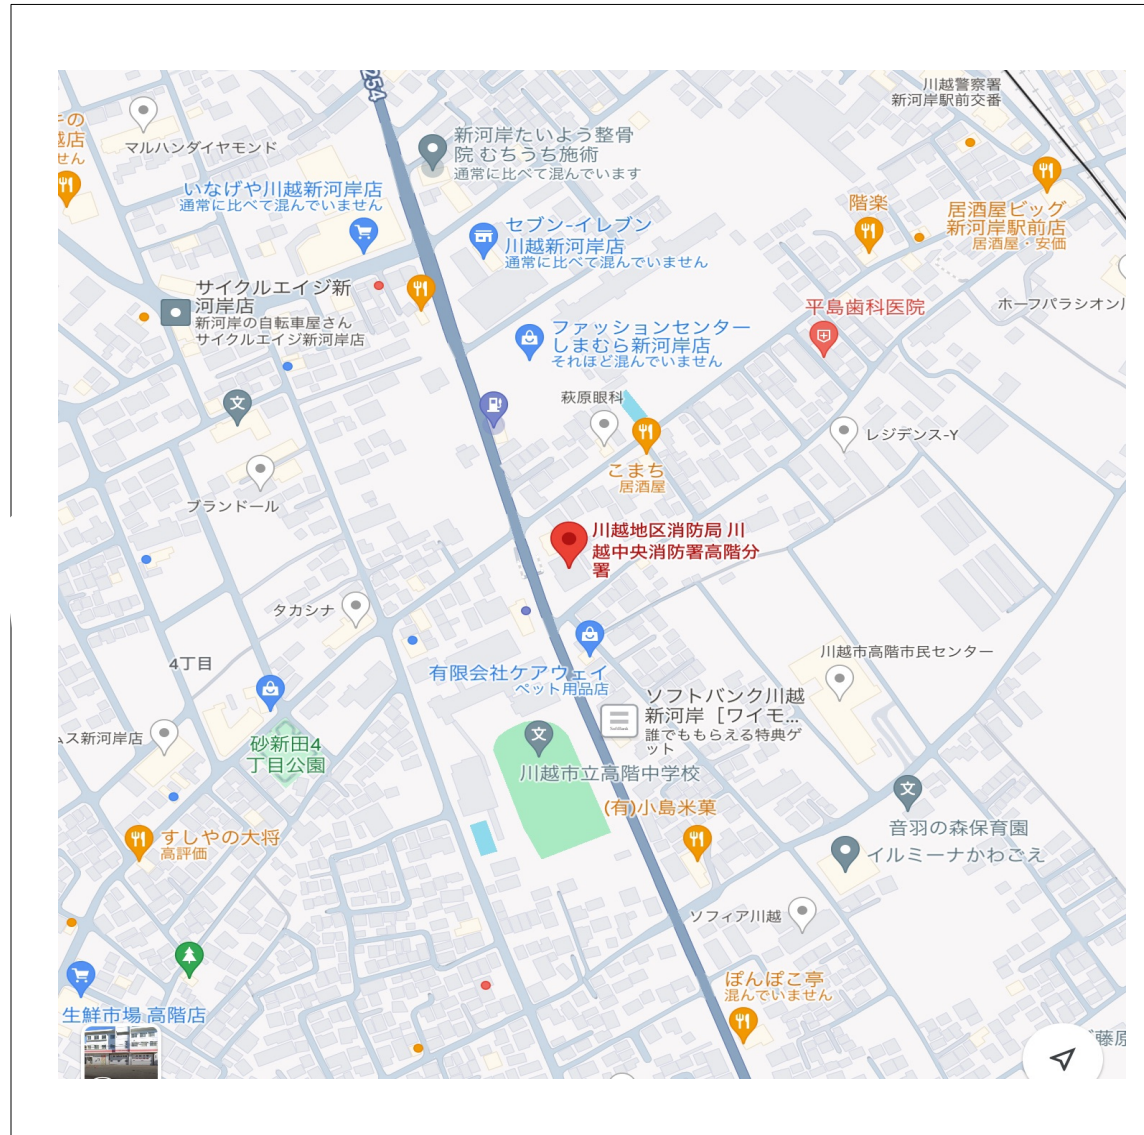 254
川越警察署
新河岸駅前交番
マルハンダイヤモンド
新河岸たいよう整骨
院 むちうち施術
通常に比べて混んでいます
いなげや川越新河岸店
通常に比べて混んでいません
セブン-イレブン
川越新河岸店
通常に比べて混んでいません
階楽
居酒屋ビッグ
新河岸駅前店
居酒屋・安価
サイクルエイジ新
河岸店
新河岸の自転車屋さん
サイクルエイジ新河岸店
平島歯科医院
ホーフパラシオン川
ファッションセンター
しまむら新河岸店
それほど混んでいません
萩原眼科
レジデンス-Y
こまち
居酒屋
ブランドール
川越地区消防局 川
越中央消防署高階分
署
タカシナ
4丁目
有限会社ケアウェイ
ペット用品店
川越市高階市民センター
ソフトバンク川越
新河岸［ワイモ...
誰でももらえる特典ゲ
ット
ムス新河岸店
砂新田4
丁目公園
川越市立高階中学校
(有)小島米菓
すしやの大将
高評価
音羽の森保育園
イルミーナかわごえ
ソフィア川越
ぽんぽこ亭
混んでいません
生鮮市場 高階店
藤原